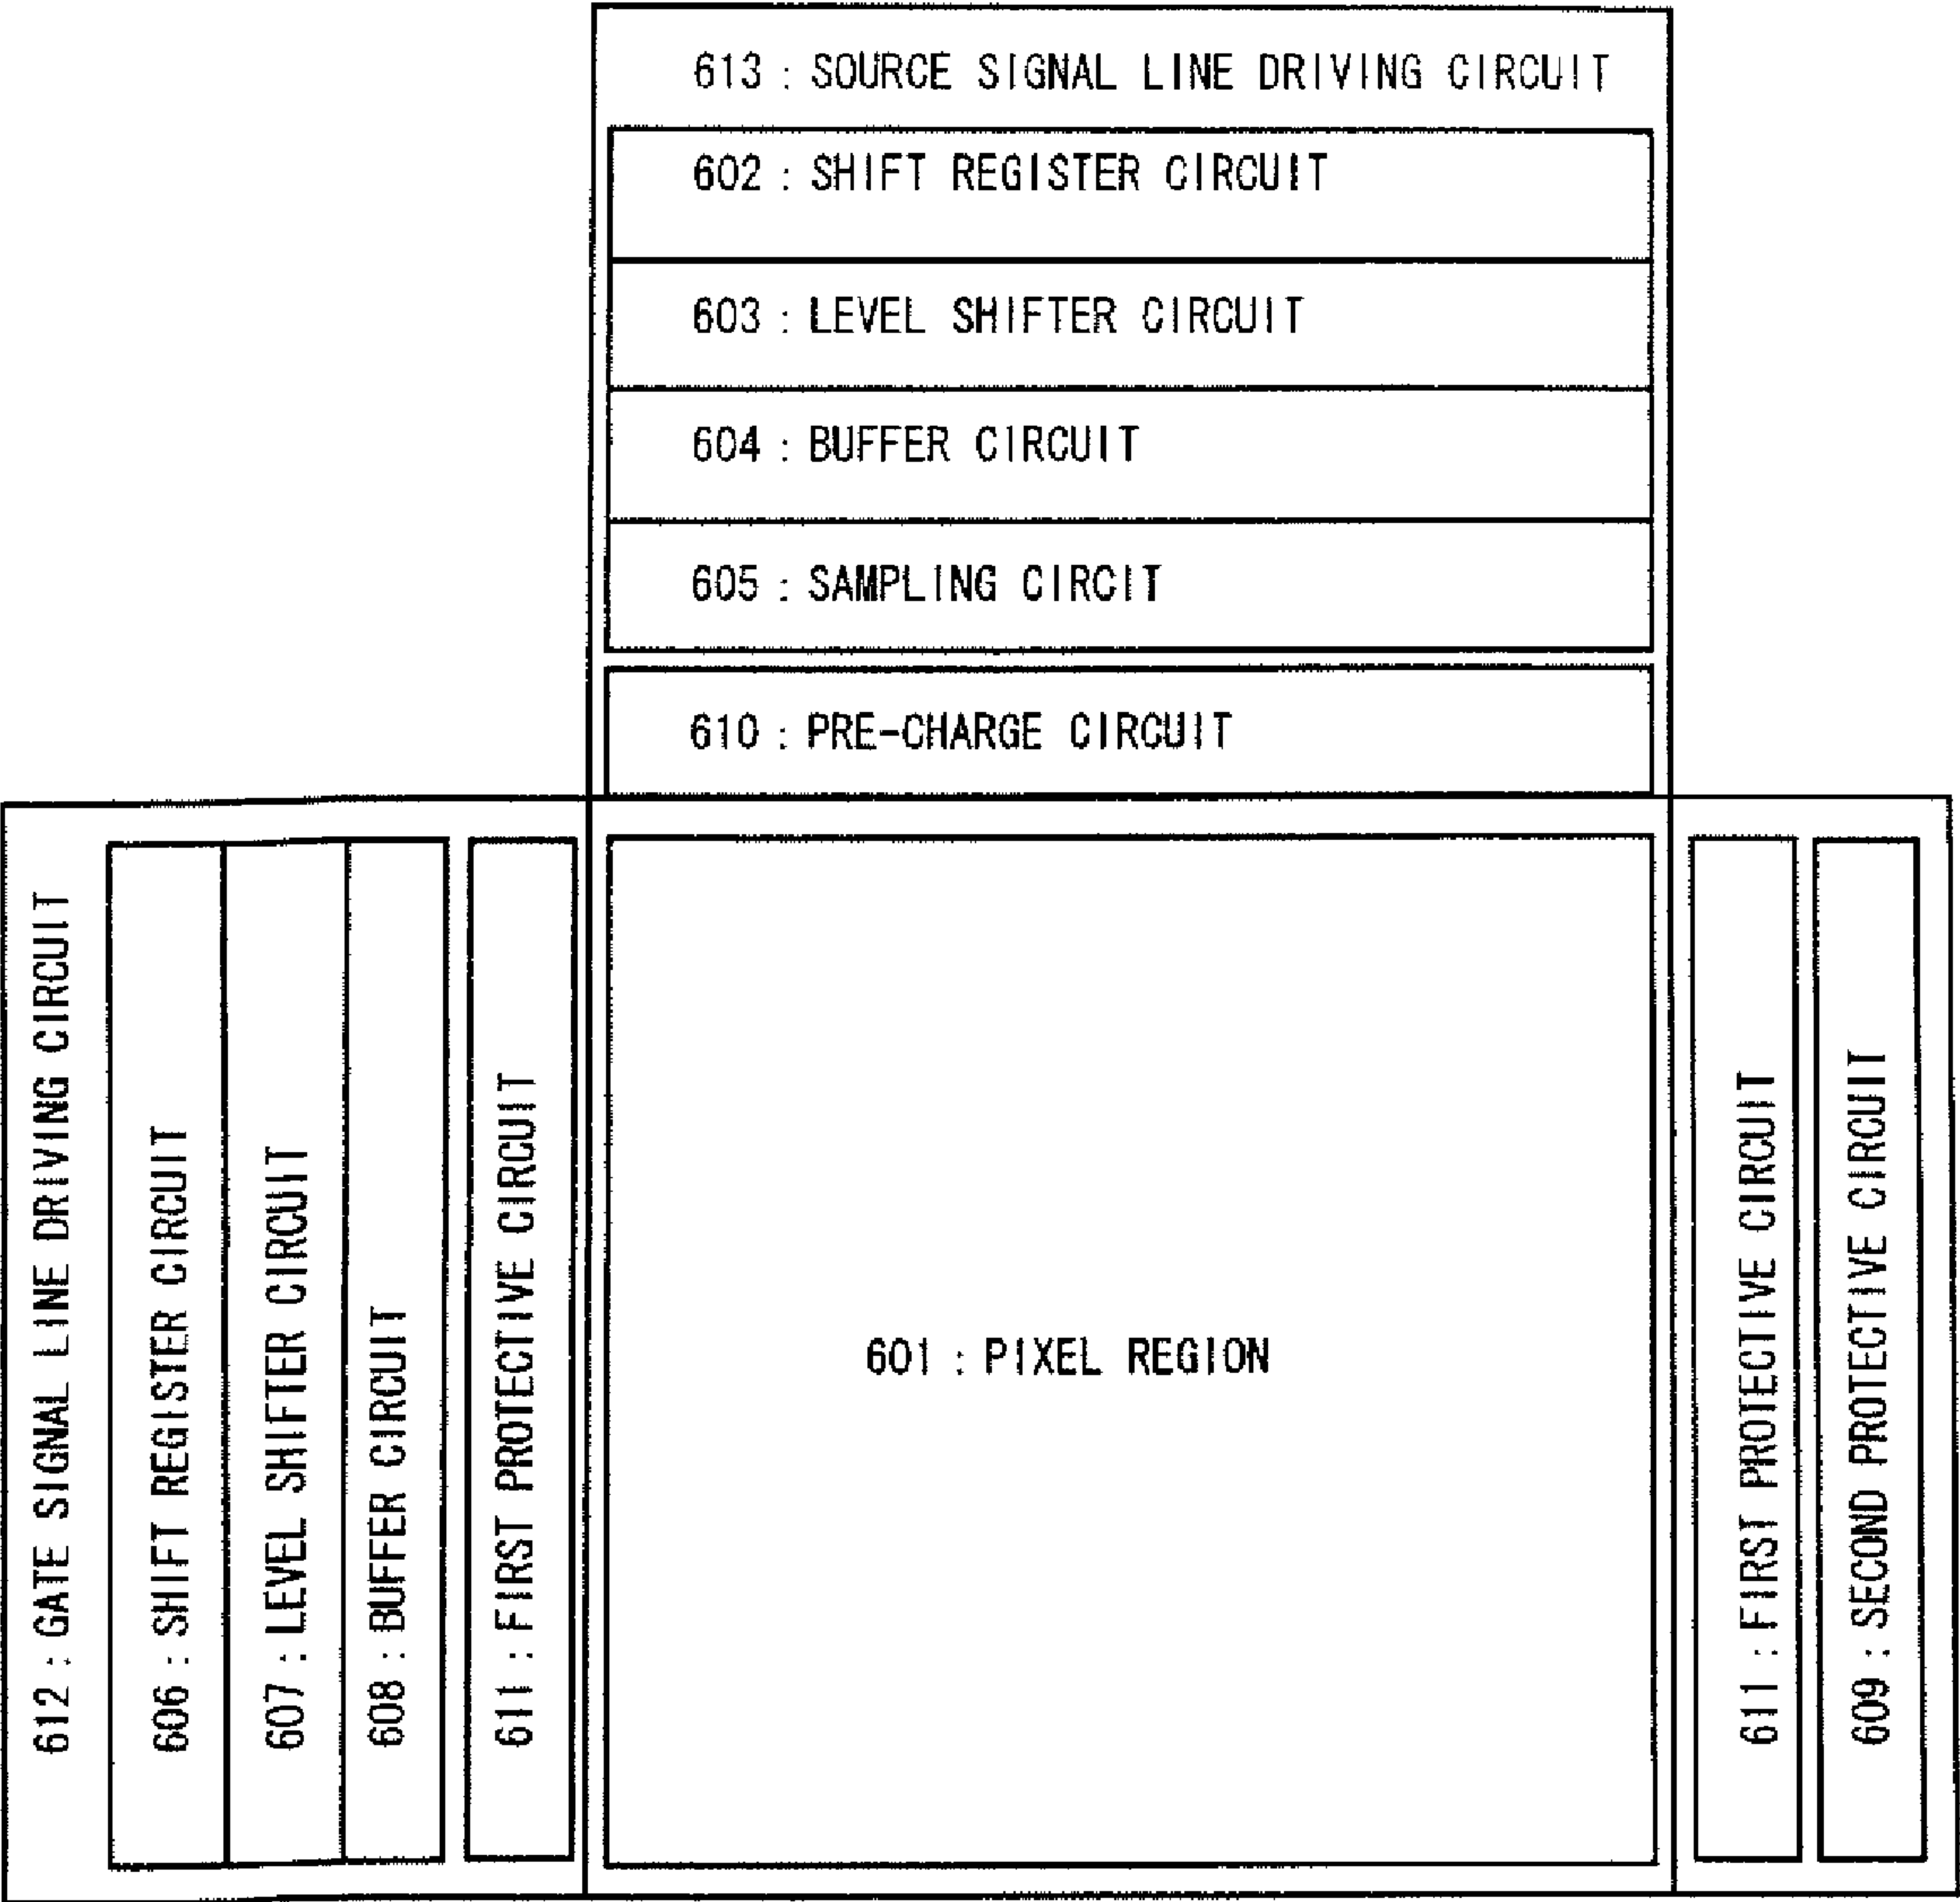 613 : SOURCE SIGNAL LINE DRIVING CIRCUIT
602 : SHIFT REGISTER CIRCUIT
603 : LEVEL SHIFTER CIRCUIT
604 : BUFFER CIRCUIT
605 : SAMPLING CIRCIT
610 : PRE-CHARGE CIRCUIT
612 : GATE SIGNAL LINE DRIVING CIRCUIT
606 : SHIFT REGISTER CIRCUIT
607 : LEVEL SHIFTER CIRCUIT
608 : BUFFER CIRCUIT
611 : FIRST PROTECTIVE CIRCUIT
601 : PIXEL REGION
611 : FIRST PROTECTIVE CIRCUIT
609 : SECOND PROTECTIVE CIRCUIT